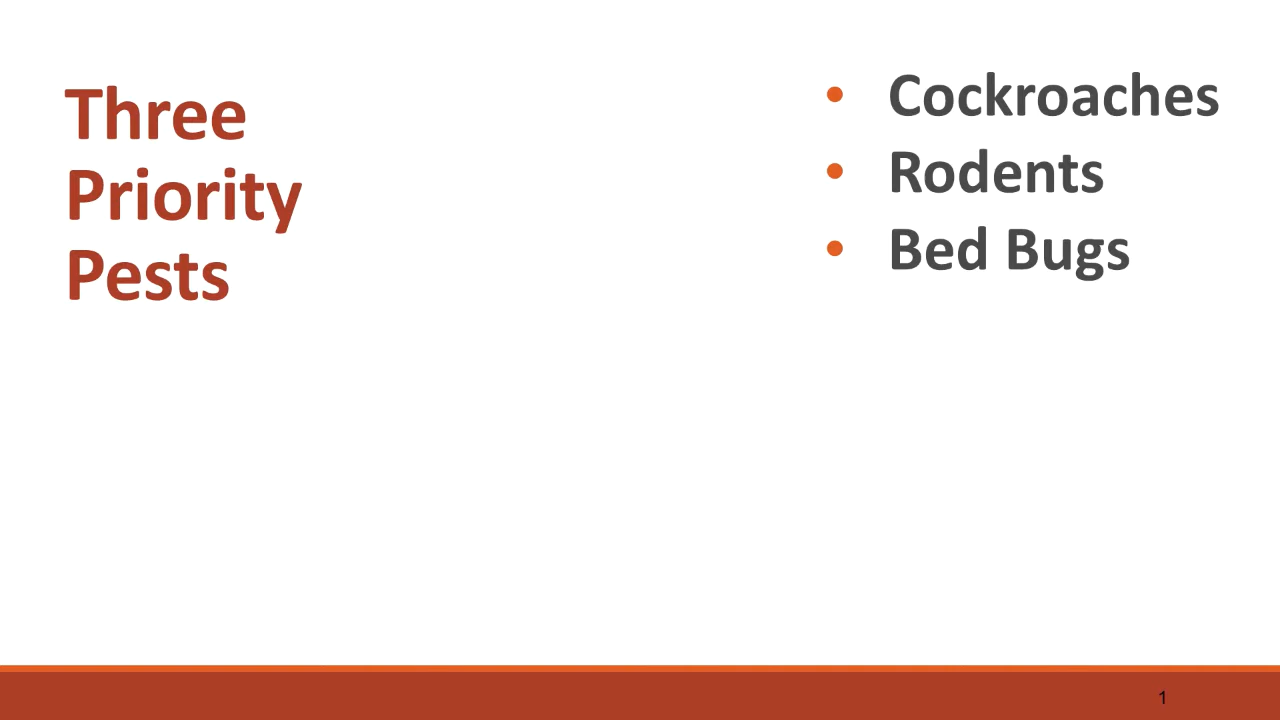 Three
Priority
Pests
• Cockroaches
• Rodents
• Bed Bugs
1